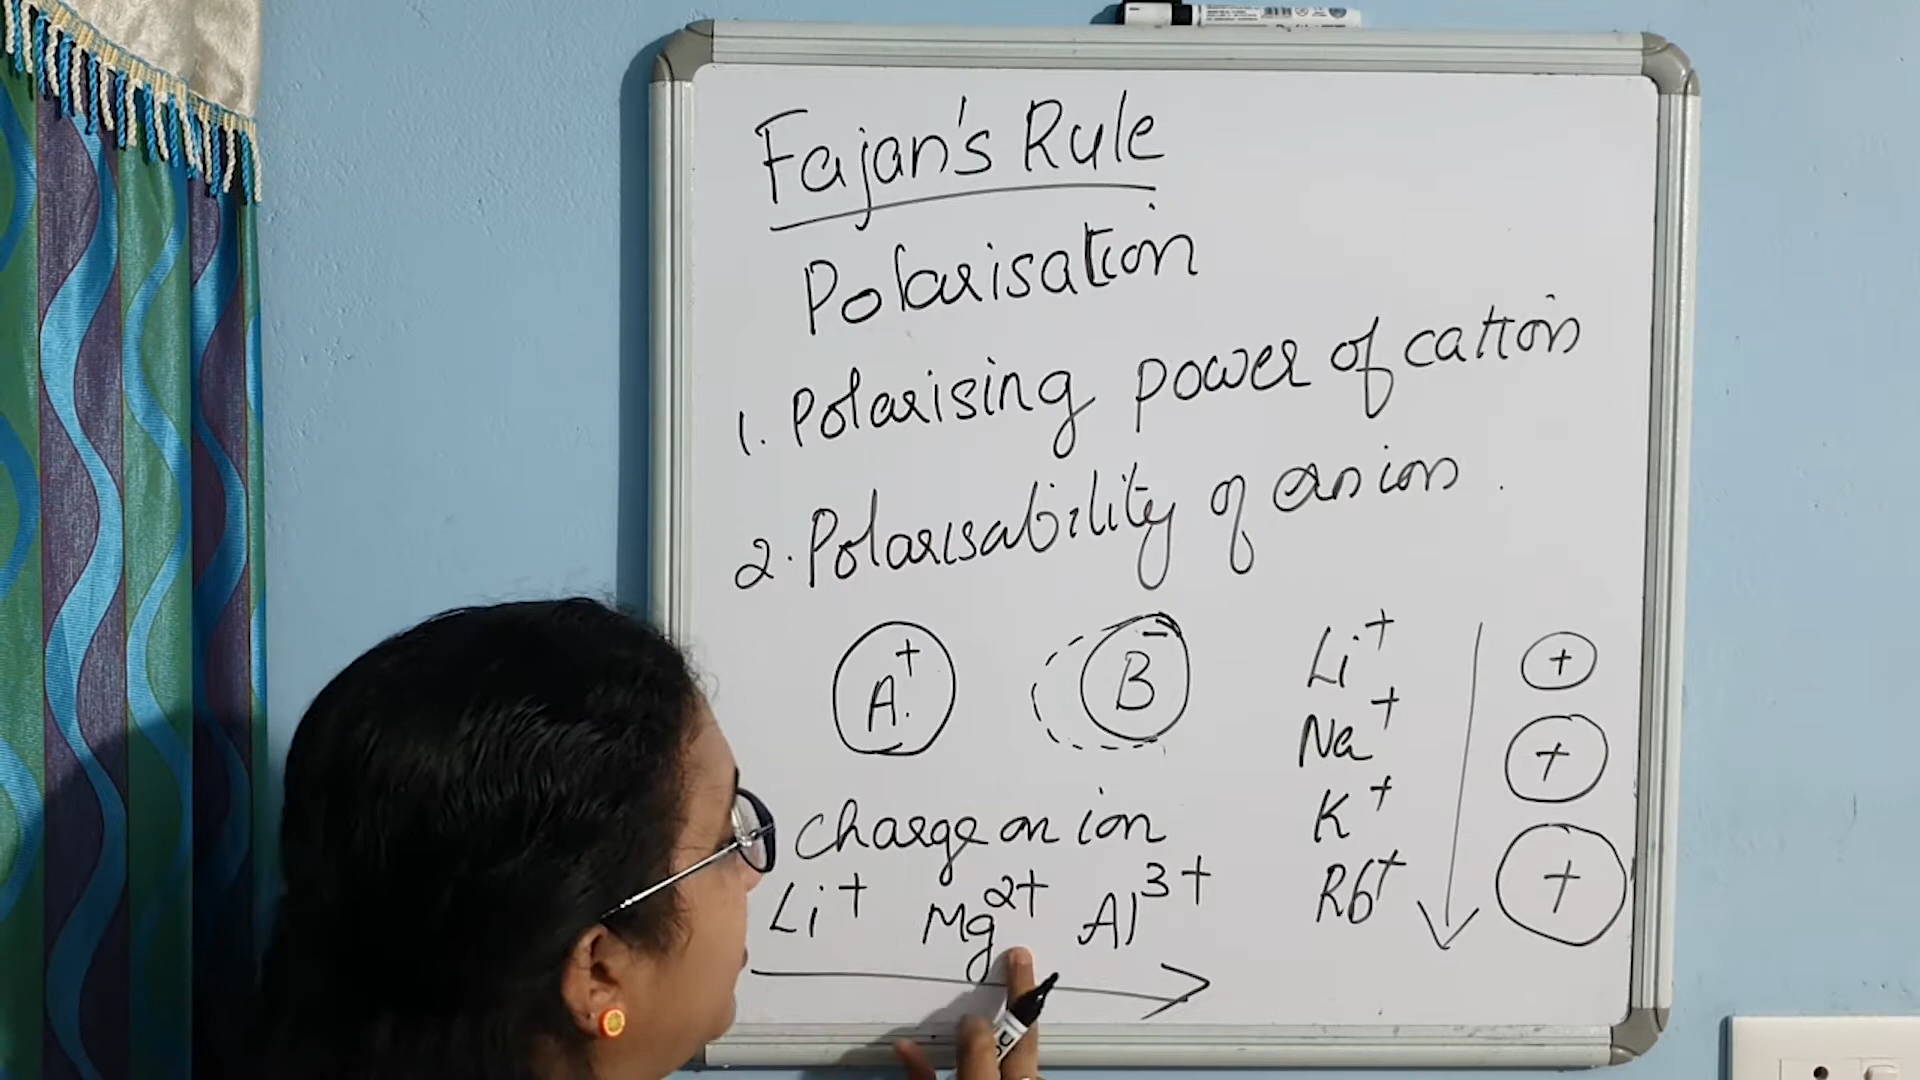 Fajan's Rule
Polarisation
1. Polarising power of cation
2. Polarisability of anion.
A⁺ B⁻
Li⁺ +
Na⁺ +
K⁺
Rb⁺ +
Charge on ion
Li⁺ Mg²⁺ Al³⁺